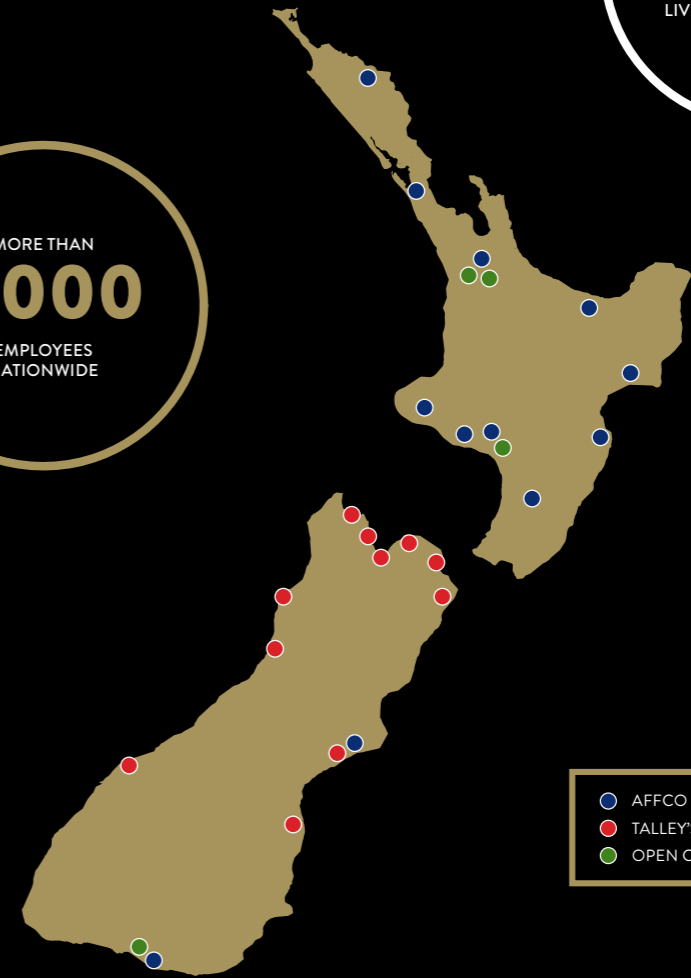 LIV
MORE THAN
000
EMPLOYEES
ATIONWIDE
AFFCO
TALLEY'
OPEN